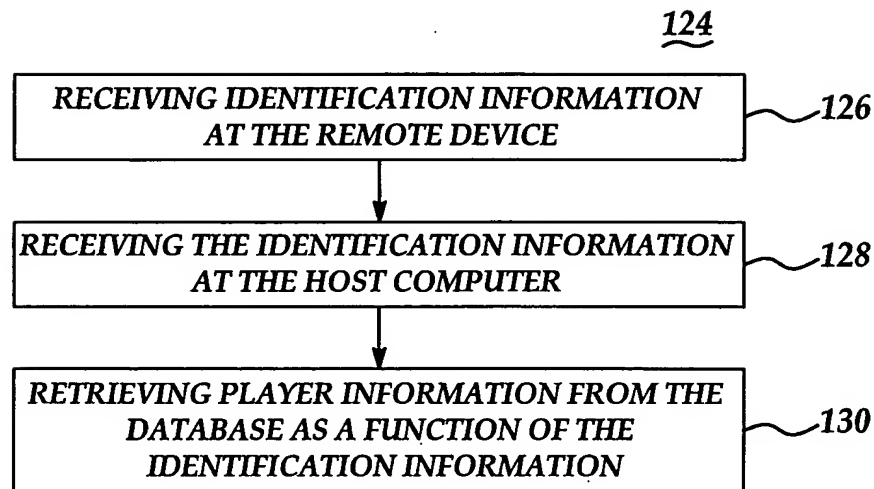 124
RECEIVING IDENTIFICATION INFORMATION
AT THE REMOTE DEVICE
126
RECEIVING THE IDENTIFICATION INFORMATION
AT THE HOST COMPUTER
128
RETRIEVING PLAYER INFORMATION FROM THE
DATABASE AS A FUNCTION OF THE
IDENTIFICATION INFORMATION
130